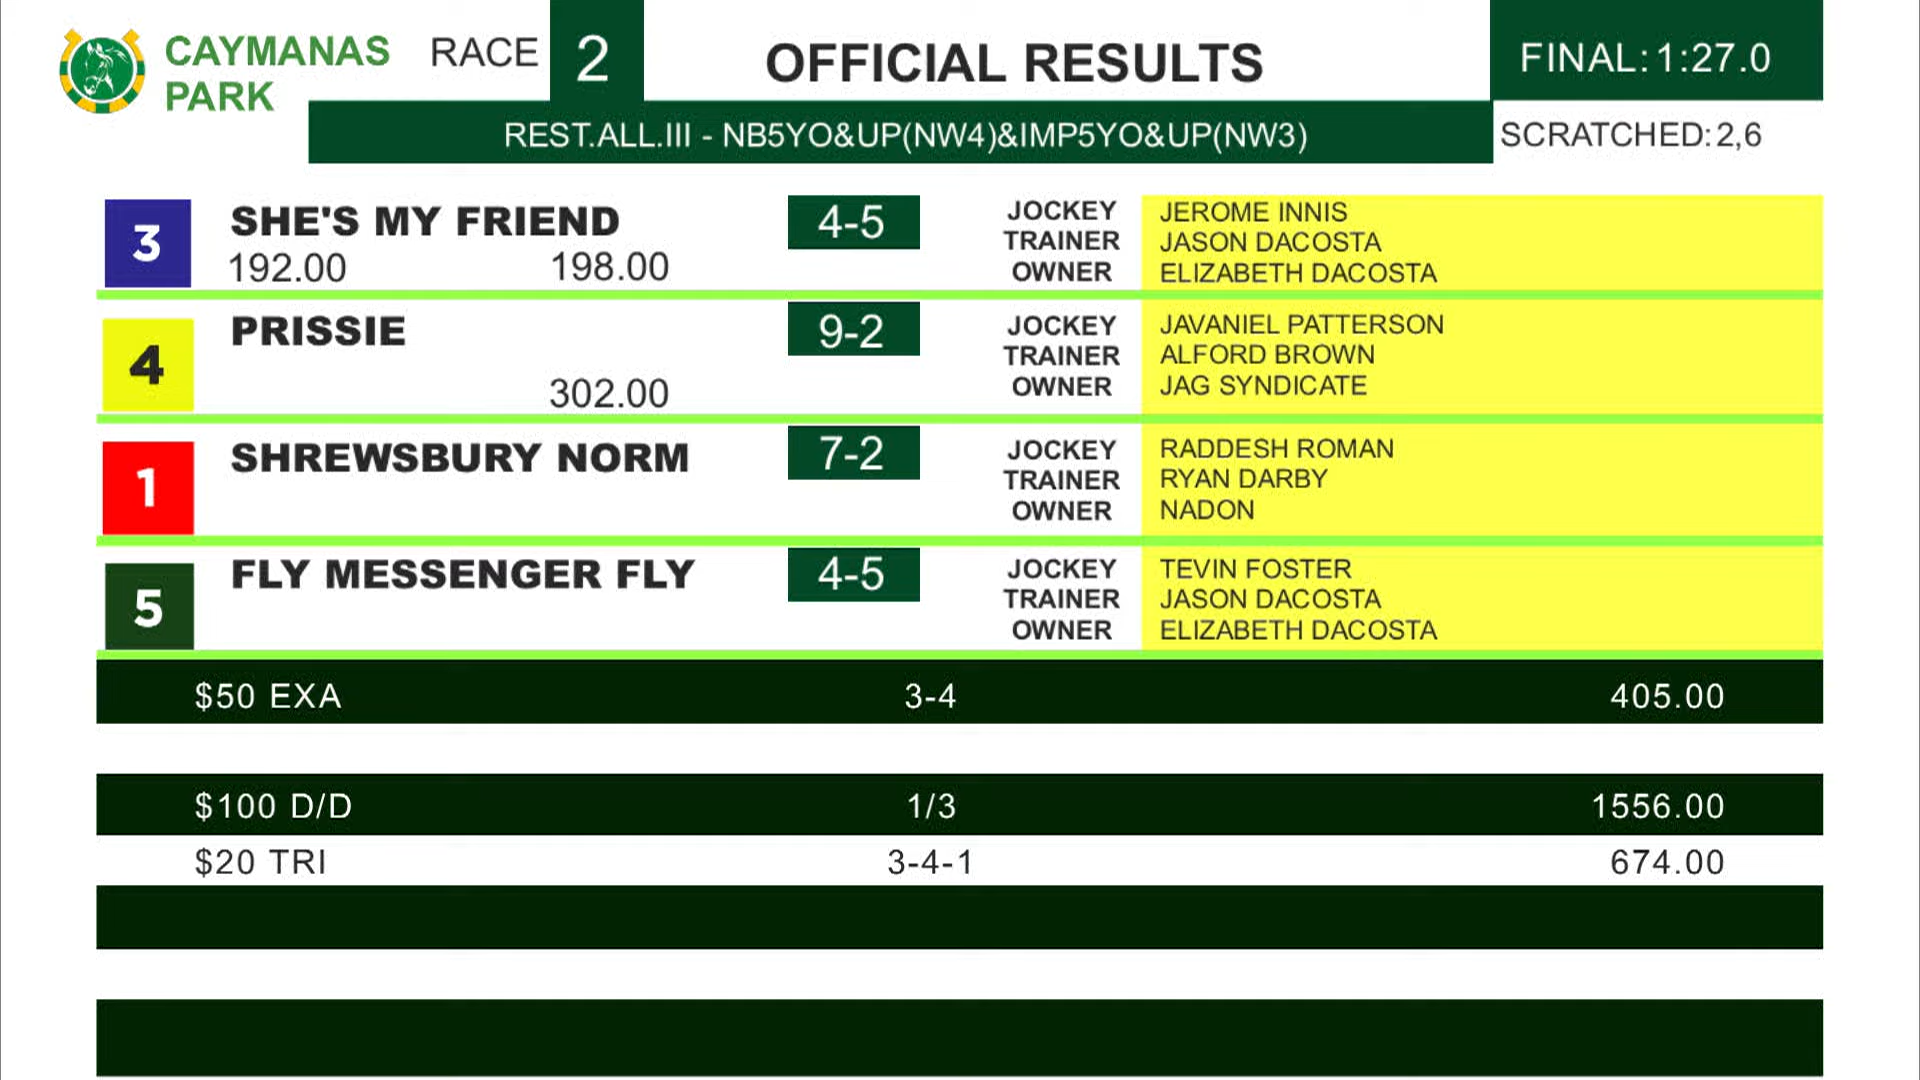 CAYMANAS PARK
RACE 2
OFFICIAL RESULTS
FINAL: 1:27.0
REST.ALL.III - NB5YO&UP(NW4)&IMP5YO&UP(NW3)
SCRATCHED: 2,6
3 SHE'S MY FRIEND 4-5
192.00 198.00
JOCKEY JEROME INNIS
TRAINER JASON DACOSTA
OWNER ELIZABETH DACOSTA
4 PRISSIE 9-2
302.00
JOCKEY JAVANIEL PATTERSON
TRAINER ALFORD BROWN
OWNER JAG SYNDICATE
1 SHREWSBURY NORM 7-2
JOCKEY RADDESH ROMAN
TRAINER RYAN DARBY
OWNER NADON
5 FLY MESSENGER FLY 4-5
JOCKEY TEVIN FOSTER
TRAINER JASON DACOSTA
OWNER ELIZABETH DACOSTA
$50 EXA 3-4 405.00
$100 D/D 1/3 1556.00
$20 TRI 3-4-1 674.00